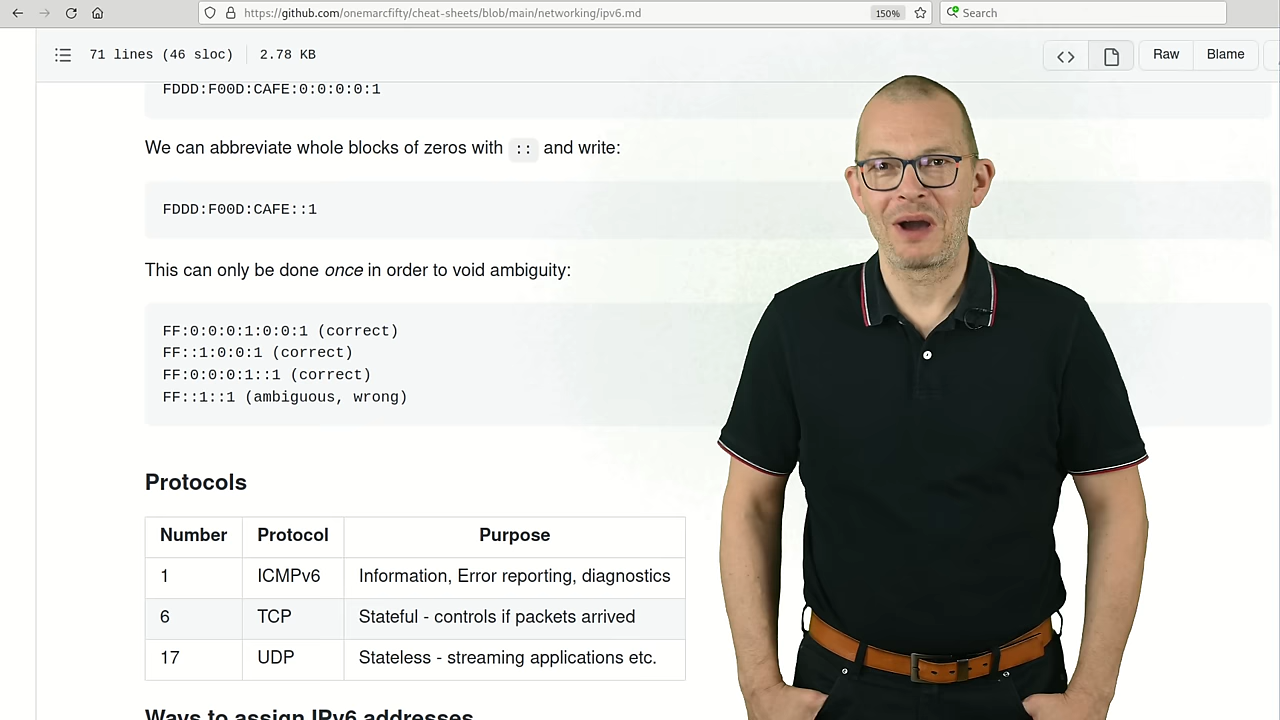 https://github.com/onemarcfifty/cheat-sheets/blob/main/networking/ipv6.md 150% Search
71 lines (46 sloc) 2.78 KB Raw Blame
FDDD:F00D:CAFE:0:0:0:0:1
We can abbreviate whole blocks of zeros with :: and write:
FDDD:F00D:CAFE::1
This can only be done once in order to void ambiguity:
FF:0:0:0:1:0:0:1 (correct)
FF::1:0:0:1 (correct)
FF:0:0:0:1::1 (correct)
FF::1::1 (ambiguous, wrong)
Protocols
Number Protocol Purpose
1 ICMPv6 Information, Error reporting, diagnostics
6 TCP Stateful - controls if packets arrived
17 UDP Stateless - streaming applications etc.
Ways to assign IPv6 addresses